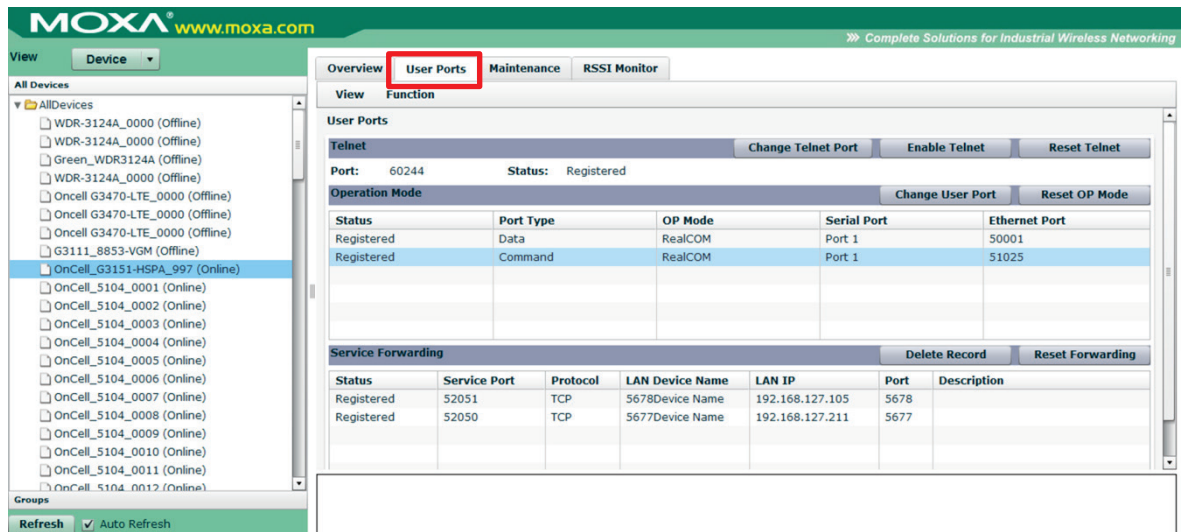 MOXA® www.moxa.com
Complete Solutions for Industrial Wireless Networking
View Device
All Devices
AllDevices
WDR-3124A_0000 (Offline)
WDR-3124A_0000 (Offline)
Green_WDR3124A (Offline)
WDR-3124A_0000 (Offline)
Oncell G3470-LTE_0000 (Offline)
Oncell G3470-LTE_0000 (Offline)
Oncell G3470-LTE_0000 (Offline)
G3111_8853-VGM (Offline)
OnCell_G3151-HSPA_997 (Online)
OnCell_5104_0001 (Online)
OnCell_5104_0002 (Online)
OnCell_5104_0003 (Online)
OnCell_5104_0004 (Online)
OnCell_5104_0005 (Online)
OnCell_5104_0006 (Online)
OnCell_5104_0007 (Online)
OnCell_5104_0008 (Online)
OnCell_5104_0009 (Online)
OnCell_5104_0010 (Online)
OnCell_5104_0011 (Online)
OnCell_5104_0012 (Online)
Groups
Refresh Auto Refresh
Overview User Ports Maintenance RSSI Monitor
View Function
User Ports
Telnet Change Telnet Port Enable Telnet Reset Telnet
Port: 60244 Status: Registered
Operation Mode Change User Port Reset OP Mode
Status Port Type OP Mode Serial Port Ethernet Port
Registered Data RealCOM Port 1 50001
Registered Command RealCOM Port 1 51025
Service Forwarding Delete Record Reset Forwarding
Status Service Port Protocol LAN Device Name LAN IP Port Description
Registered 52051 TCP 5678Device Name 192.168.127.105 5678
Registered 52050 TCP 5677Device Name 192.168.127.211 5677